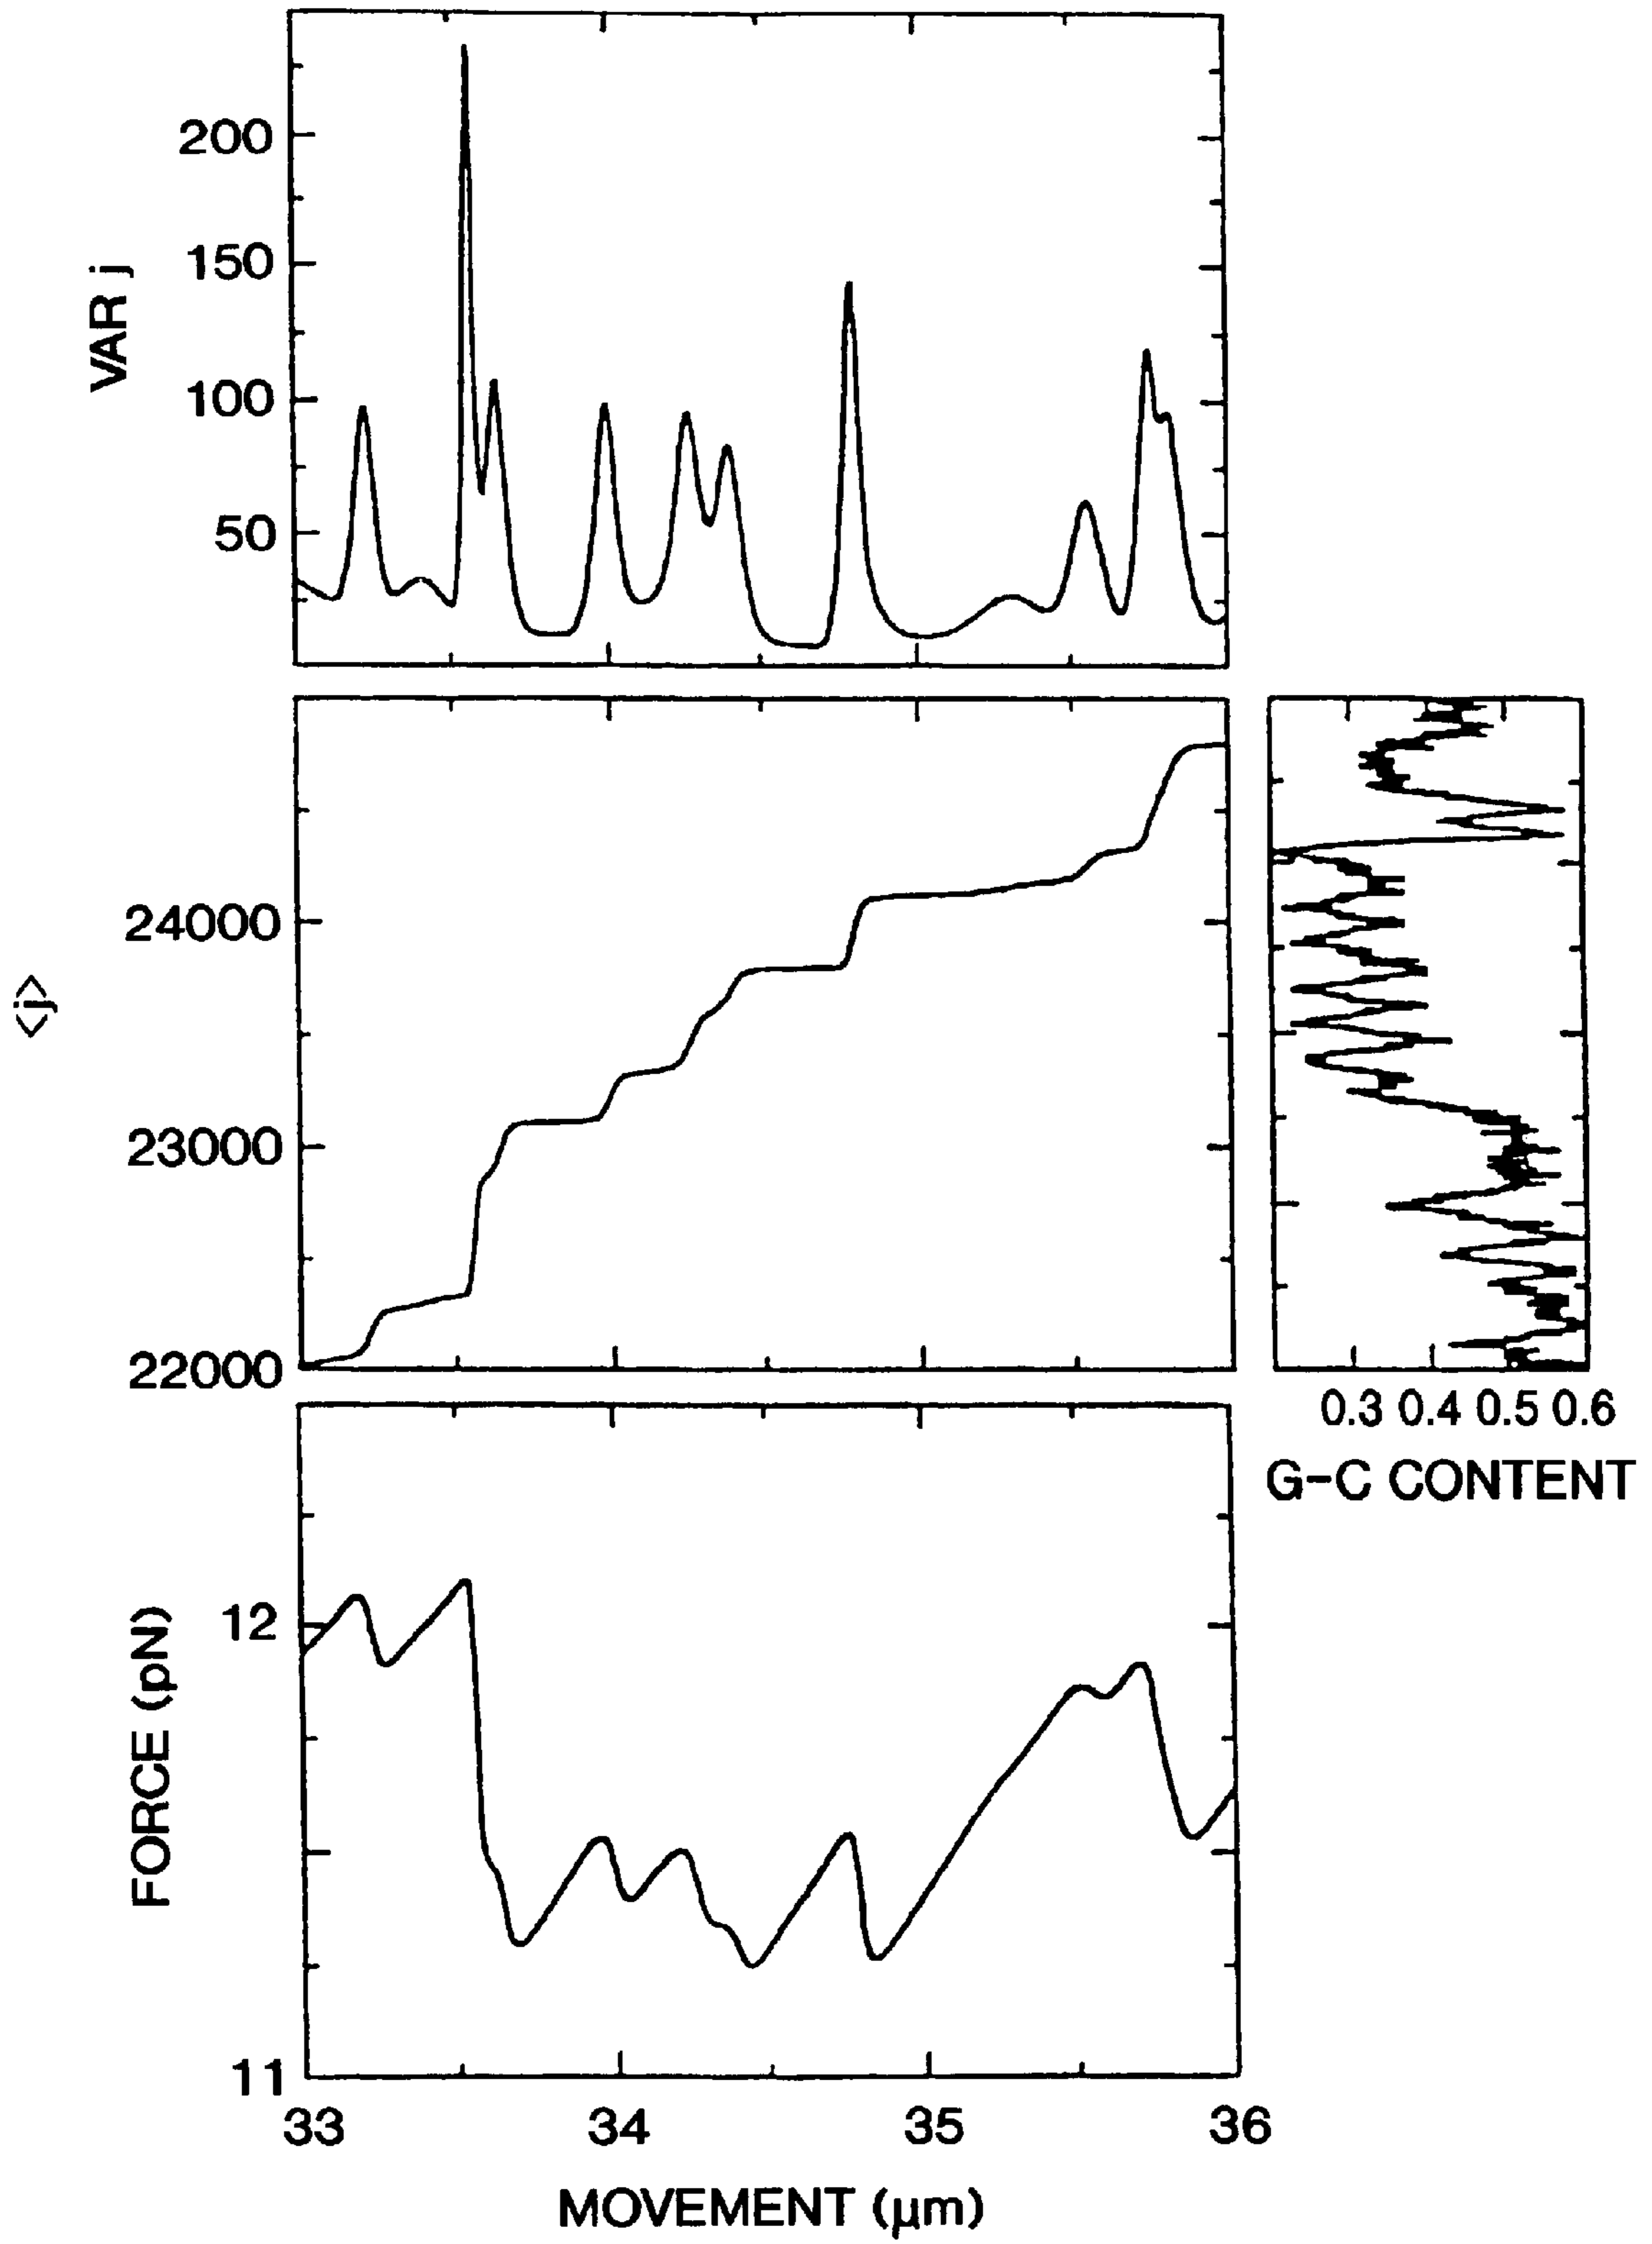 200
150
100
50
VAR j
24000
23000
22000
<j>
0.3 0.4 0.5 0.6
G-C CONTENT
12
11
FORCE (pN)
33 34 35 36
MOVEMENT (μm)